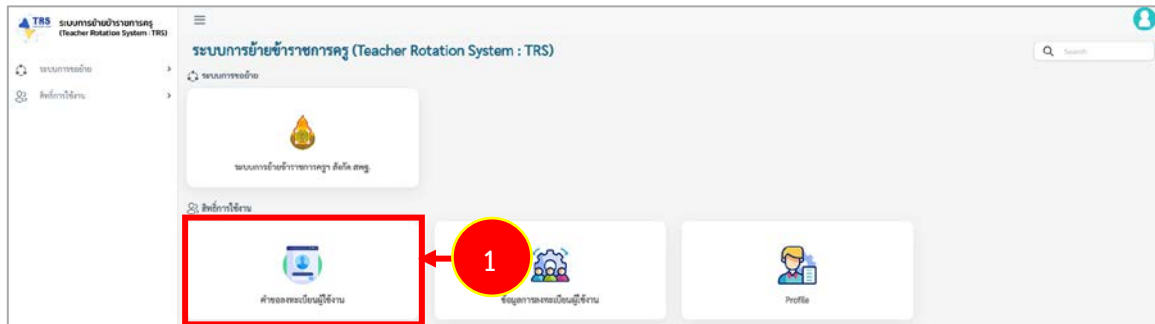 TRS ระบบการย้ายข้าราชการครู
(Teacher Rotation System : TRS)
ระบบการขอย้าย
สิทธิ์การใช้งาน
ระบบการย้ายข้าราชการครู (Teacher Rotation System : TRS)
Search
ระบบการขอย้าย
ระบบการย้ายข้าราชการครูฯ สังกัด สพฐ.
สิทธิ์การใช้งาน
1
คำขอลงทะเบียนผู้ใช้งาน
ข้อมูลการลงทะเบียนผู้ใช้งาน
Profile